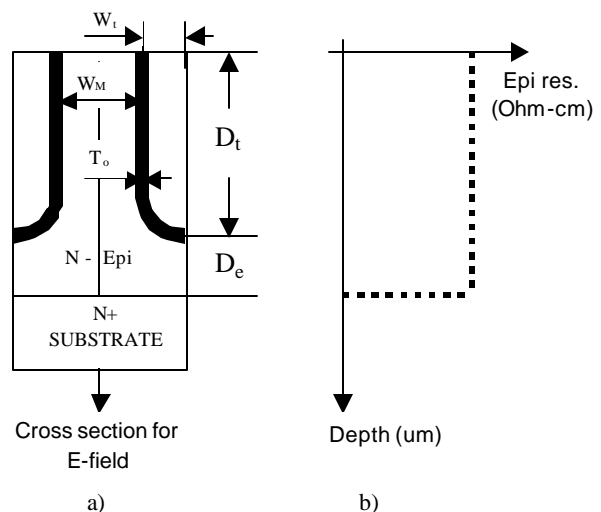 W_t
W_M
T_o
D_t
D_e
N - Epi
N+
SUBSTRATE
Cross section for
E-field
a)
Epi res.
(Ohm-cm)
Depth (um)
b)